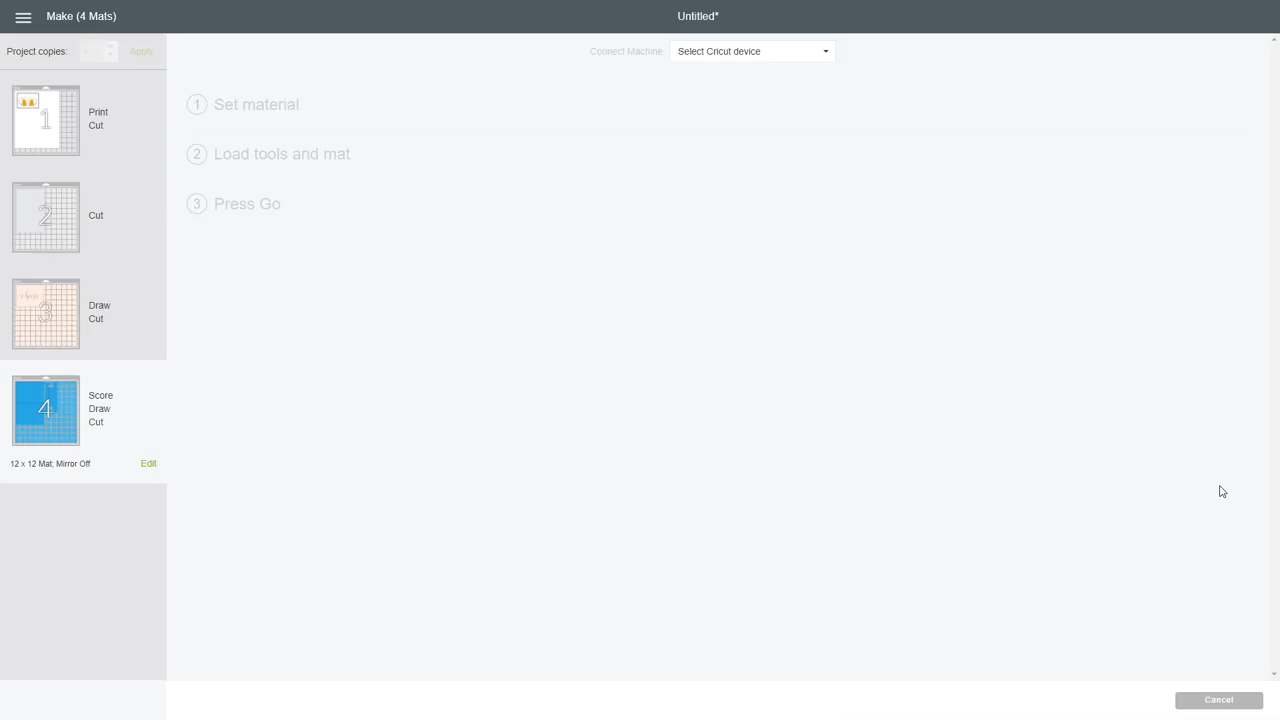 Make (4 Mats)
Untitled*
Project copies:
Apply
Connect Machine
Select Cricut device
1
Print
Cut
2
Cut
3
Draw
Cut
4
Score
Draw
Cut
12 x 12 Mat; Mirror Off
Edit
1 Set material
2 Load tools and mat
3 Press Go
Cancel